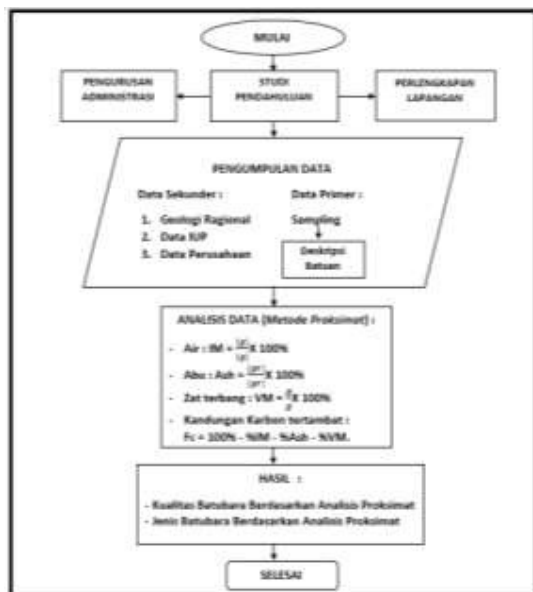 MULAI
PENGURUSAN
ADMINISTRASI
STUDI
PENDAHULUAN
PERLENGKAPAN
LAPANGAN
PENGUMPULAN DATA
Data Sekunder :
1. Geologi Ragional
2. Data IUP
3. Data Perusahaan
Data Primer :
Sampling
Deskripsi
Batuan
ANALISIS DATA (Metode Proksimat) :
- Air : IM = X 100%
- Abu : Ash = X 100%
- Zat terbang : VM = X 100%
- Kandungan Karbon tertambat :
Fc = 100% - %IM - %Ash - %VM.
HASIL :
- Kualitas Batubara Berdasarkan Analisis Proksimat
- Jenis Batubara Berdasarkan Analisis Proksimat
SELESAI